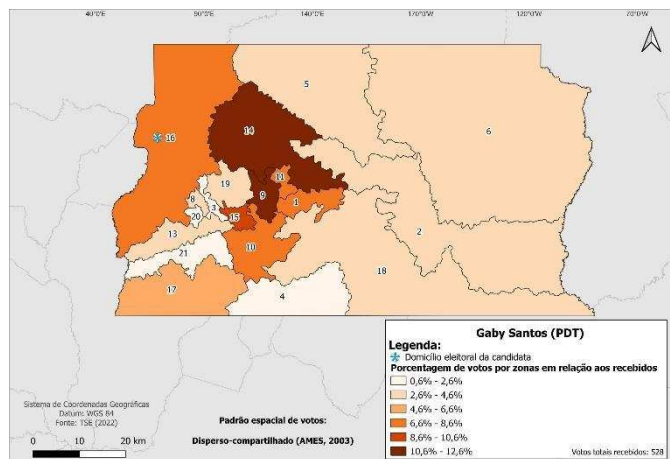 40°0'E 90°0'E 140°0'E 170°0'W 120°0'W 70°0'W
5
14
6
16
11
19
9
8
3
1
20
15
2
13
10
21
18
17
4
Gaby Santos (PDT)
Legenda:
Domicílio eleitoral da candidata
Porcentagem de votos por zonas em relação aos recebidos
0,6% - 2,6%
2,6% - 4,6%
4,6% - 6,6%
6,6% - 8,6%
8,6% - 10,6%
10,6% - 12,6%
Votos totais recebidos: 528
Sistema de Coordenadas Geográficas
Datum: WGS 84
Fonte: TSE (2022)
0 10 20 km
Padrão espacial de votos:
Disperso-compartilhado (AMES, 2003)